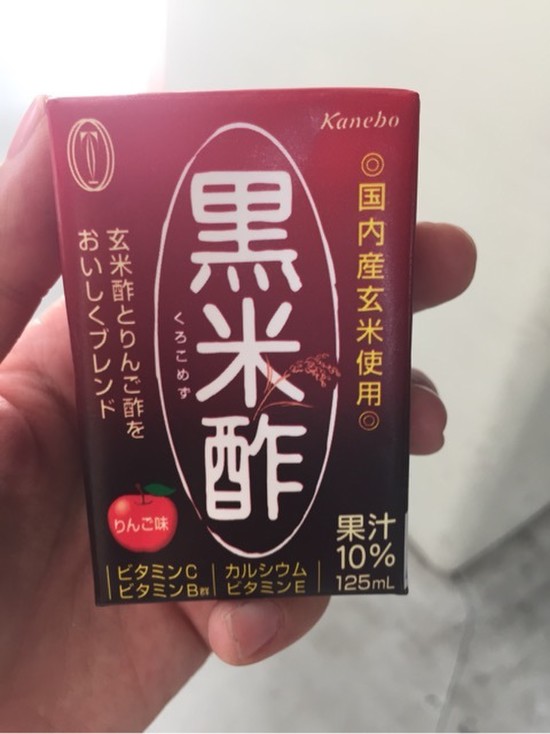 Kanebo
◎国内産玄米使用◎
黒米酢
くろこめず
玄米酢とりんご酢を
おいしくブレンド
りんご味
ビタミンC
ビタミンB群
カルシウム
ビタミンE
果汁
10%
125mL